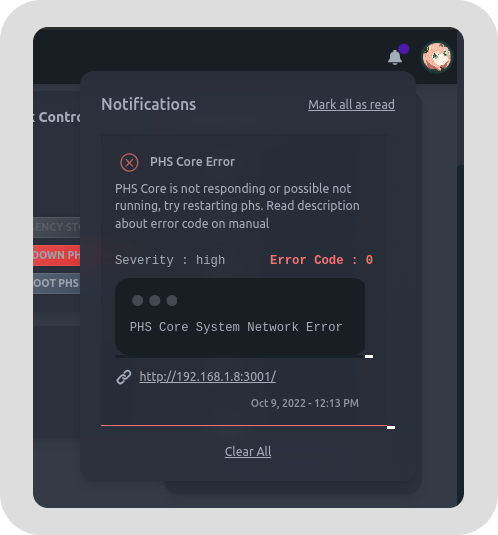 Notifications
Mark all as read
k Contro
PHS Core Error
PHS Core is not responding or possible not
running, try restarting phs. Read description
about error code on manual
GENCY STO
DOWN PH
OOT PHS
Severity : high
Error Code : 0
PHS Core System Network Error
http://192.168.1.8:3001/
Oct 9, 2022 - 12:13 PM
Clear All